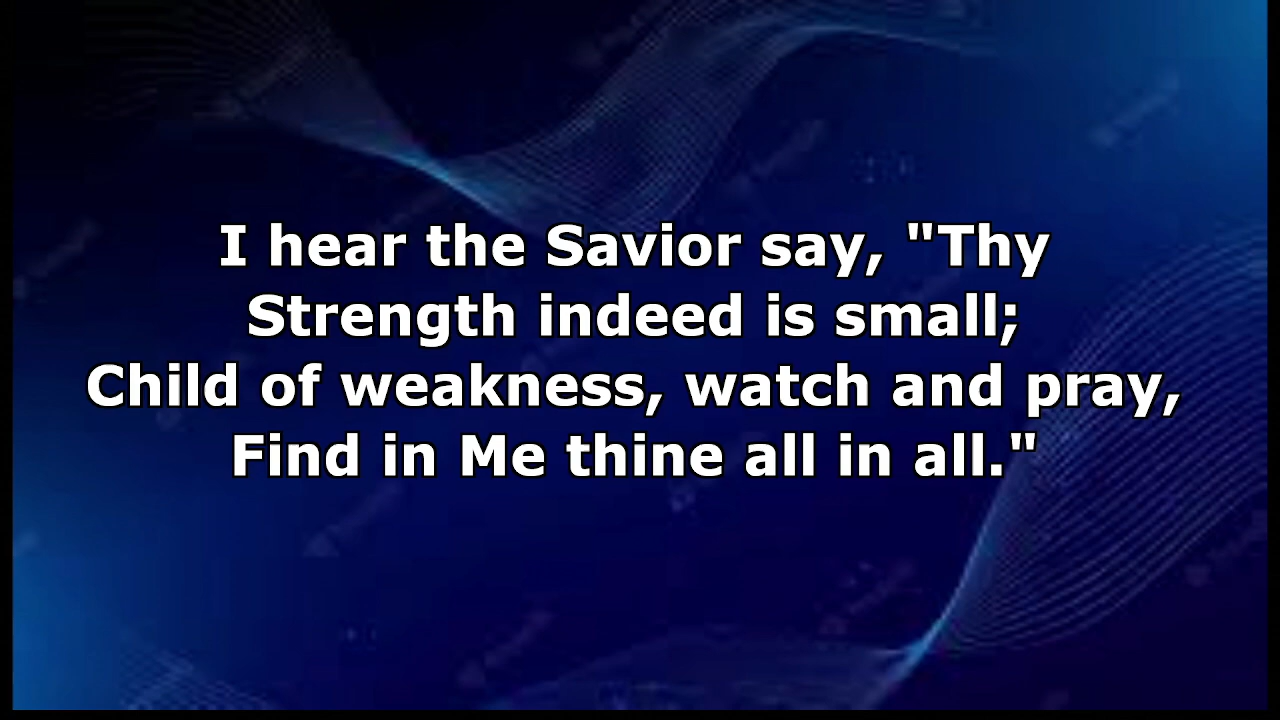 I hear the Savior say, "Thy
Strength indeed is small;
Child of weakness, watch and pray,
Find in Me thine all in all."